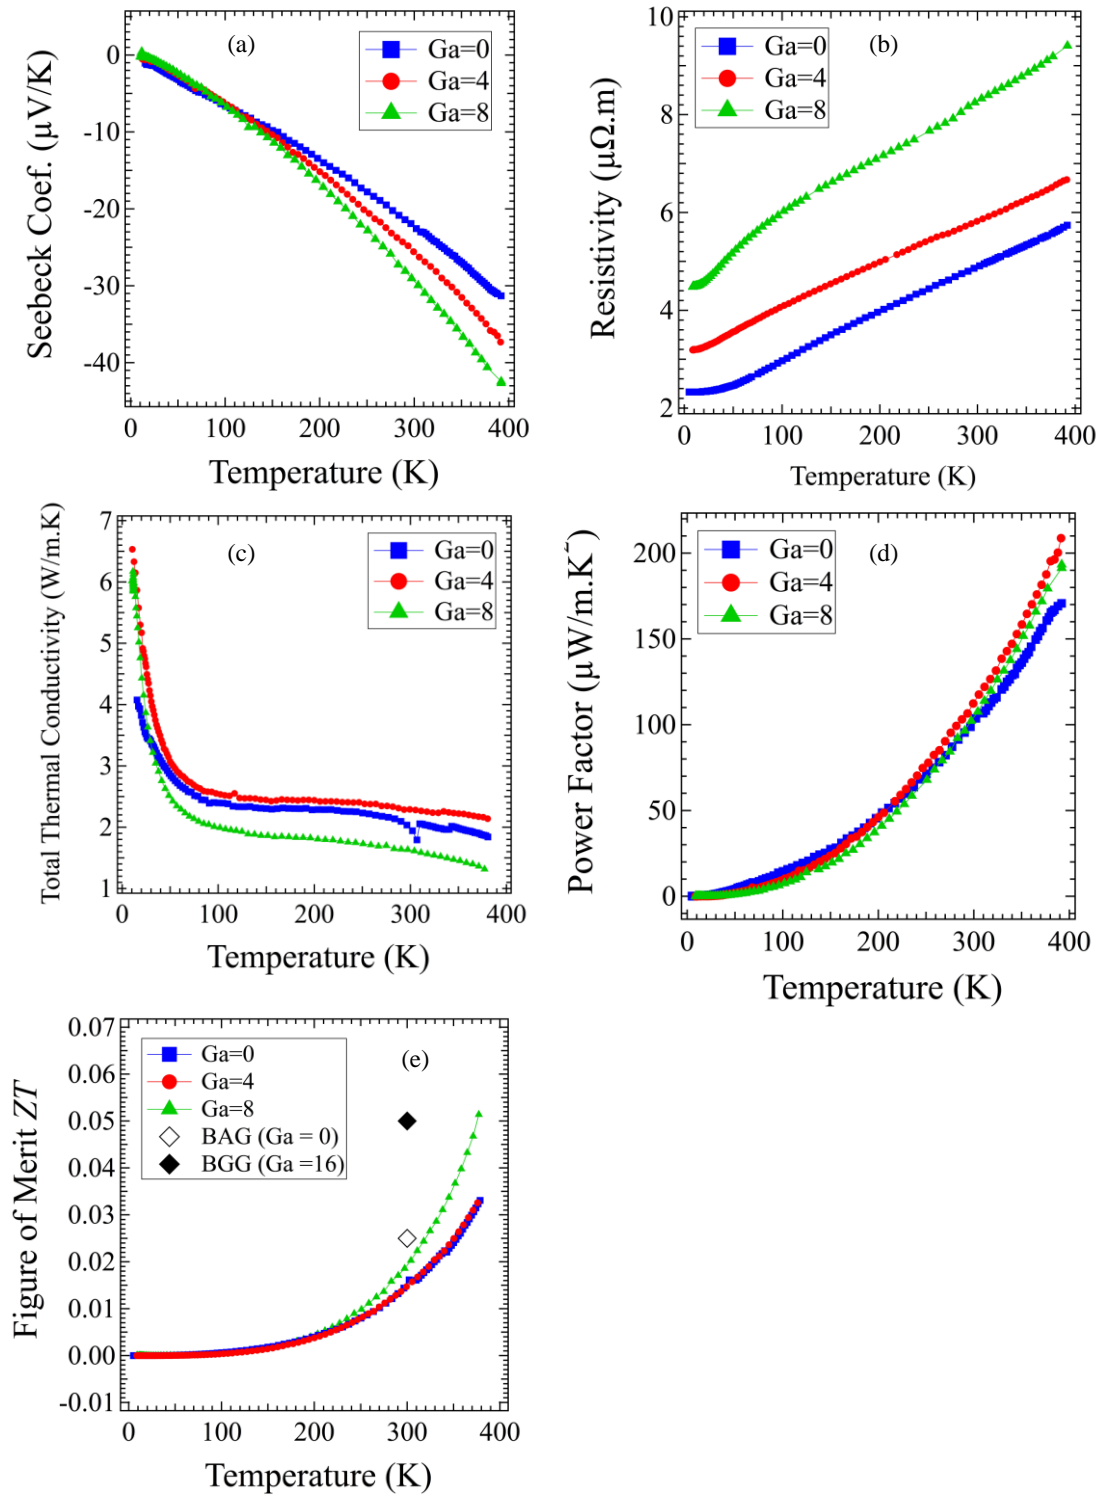 (a)
Ga=0
Ga=4
Ga=8
Seebeck Coef. (µV/K)
0
-10
-20
-30
-40
0 100 200 300 400
Temperature (K)
(b)
Ga=0
Ga=4
Ga=8
Resistivity (µΩ.m)
10
8
6
4
2
0 100 200 300 400
Temperature (K)
(c)
Ga=0
Ga=4
Ga=8
Total Thermal Conductivity (W/m.K)
7
6
5
4
3
2
1
0 100 200 300 400
Temperature (K)
(d)
Ga=0
Ga=4
Ga=8
Power Factor (µW/m.K²)
200
150
100
50
0
0 100 200 300 400
Temperature (K)
(e)
Ga=0
Ga=4
Ga=8
BAG (Ga = 0)
BGG (Ga =16)
Figure of Merit ZT
0.07
0.06
0.05
0.04
0.03
0.02
0.01
0.00
-0.01
0 100 200 300 400
Temperature (K)